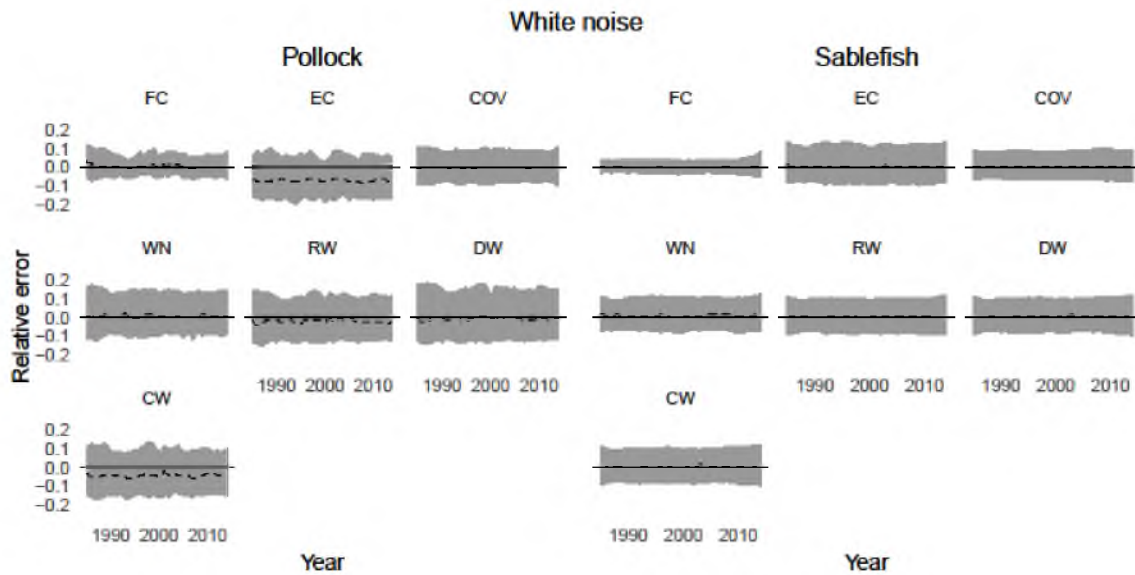 White noise
Pollock Sablefish
FC EC COV FC EC COV
0.2
0.1
0.0
−0.1
−0.2
WN RW DW WN RW DW
0.2
0.1
0.0
−0.1
−0.2
Relative error
1990 2000 2010 1990 2000 2010 1990 2000 2010 1990 2000 2010
CW CW
0.2
0.1
0.0
−0.1
−0.2
1990 2000 2010 1990 2000 2010
Year Year